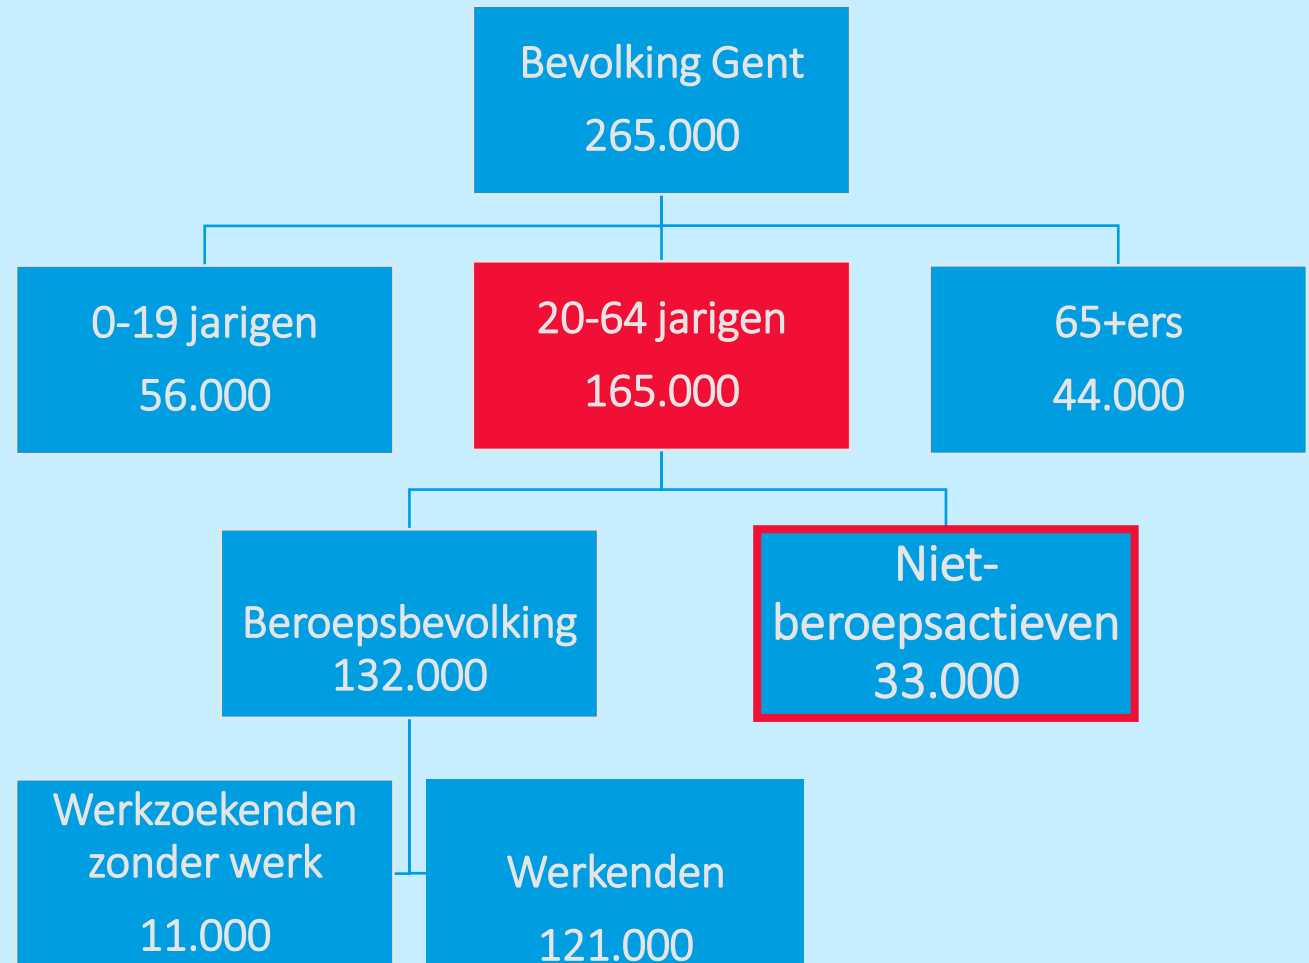 Bevolking Gent
265.000
0-19 jarigen
56.000
20-64 jarigen
165.000
65+ers
44.000
Beroepsbevolking
132.000
Niet-
beroepsactieven
33.000
Werkzoekenden
zonder werk
11.000
Werkenden
121.000